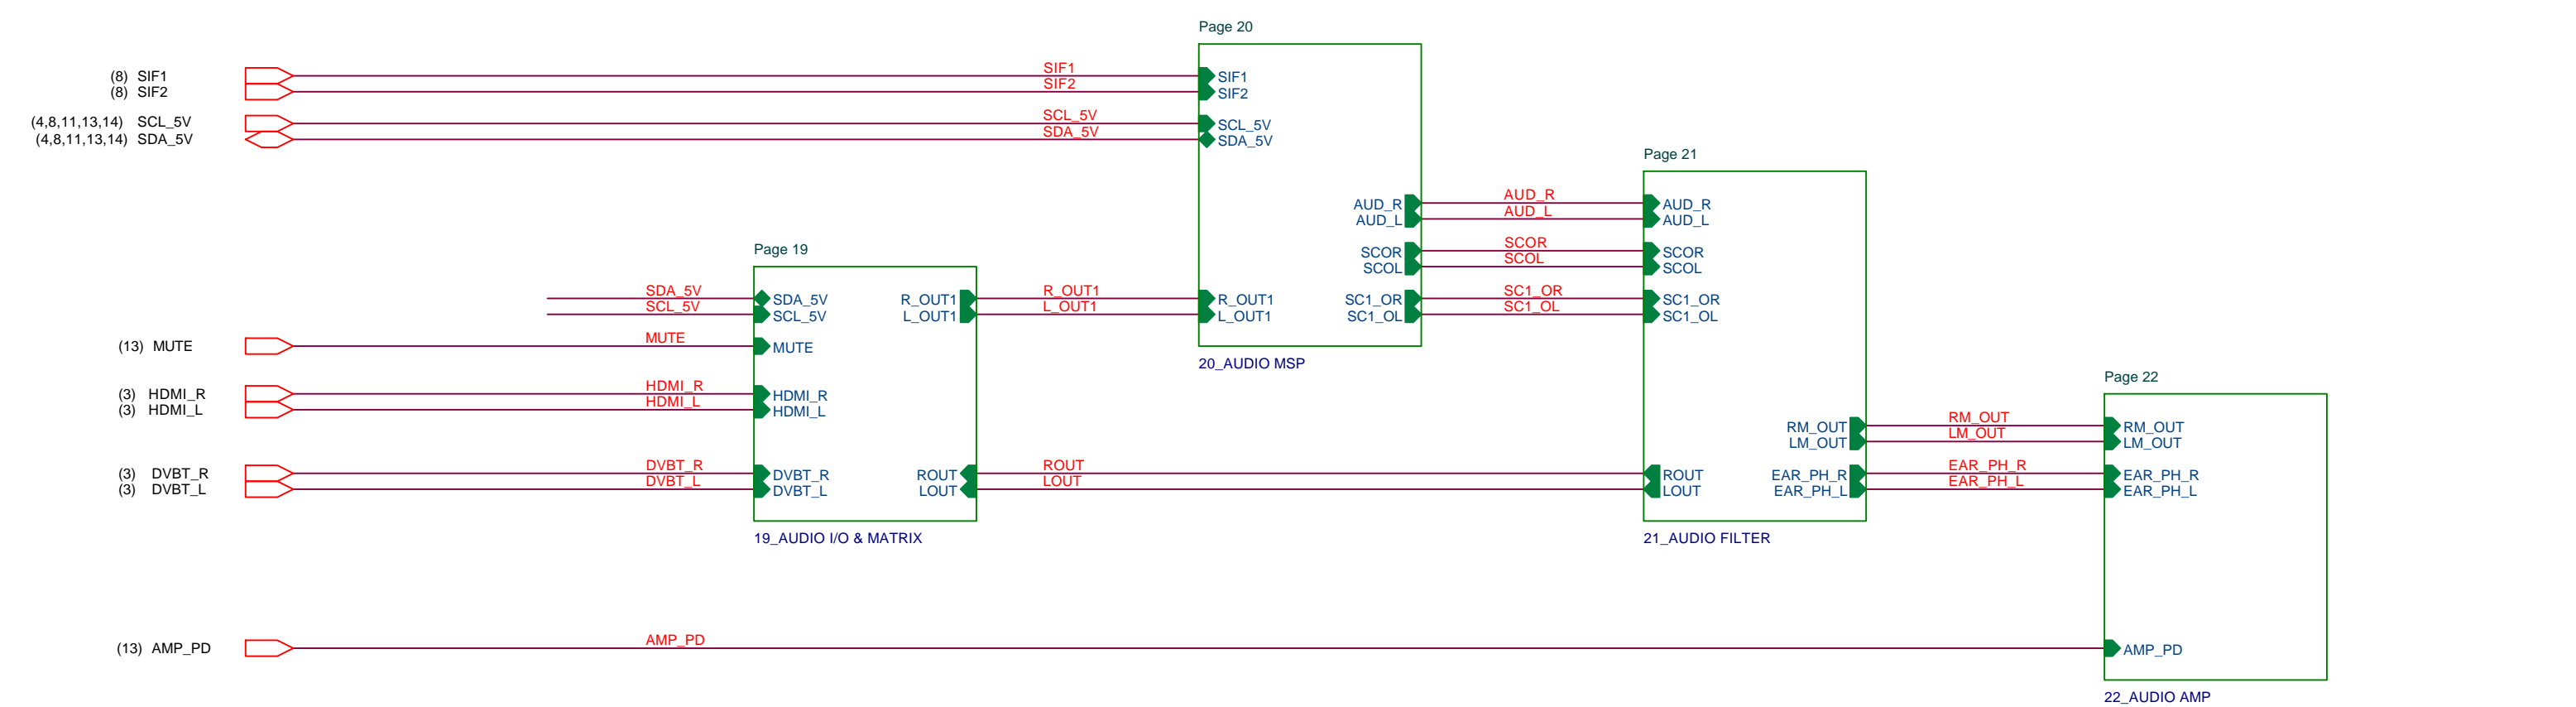 Page 20
(8) SIF1
SIF1
SIF1
(8) SIF2
SIF2
SIF2
(4,8,11,13,14) SCL_5V
SCL_5V
SCL_5V
(4,8,11,13,14) SDA_5V
SDA_5V
SDA_5V
Page 21
AUD_R
AUD_R
AUD_R
AUD_L
AUD_L
AUD_L
Page 19
SCOR
SCOR
SCOR
SCOL
SCOL
SCOL
SDA_5V
SDA_5V
R_OUT1
R_OUT1
R_OUT1
SC1_OR
SC1_OR
SC1_OR
SCL_5V
SCL_5V
L_OUT1
L_OUT1
L_OUT1
SC1_OL
SC1_OL
SC1_OL
(13) MUTE
MUTE
MUTE
20_AUDIO MSP
Page 22
(3) HDMI_R
HDMI_R
HDMI_R
(3) HDMI_L
HDMI_L
HDMI_L
RM_OUT
RM_OUT
RM_OUT
LM_OUT
LM_OUT
LM_OUT
(3) DVBT_R
DVBT_R
DVBT_R
ROUT
ROUT
ROUT
EAR_PH_R
EAR_PH_R
EAR_PH_R
(3) DVBT_L
DVBT_L
DVBT_L
LOUT
LOUT
LOUT
EAR_PH_L
EAR_PH_L
EAR_PH_L
19_AUDIO I/O & MATRIX
21_AUDIO FILTER
(13) AMP_PD
AMP_PD
AMP_PD
22_AUDIO AMP